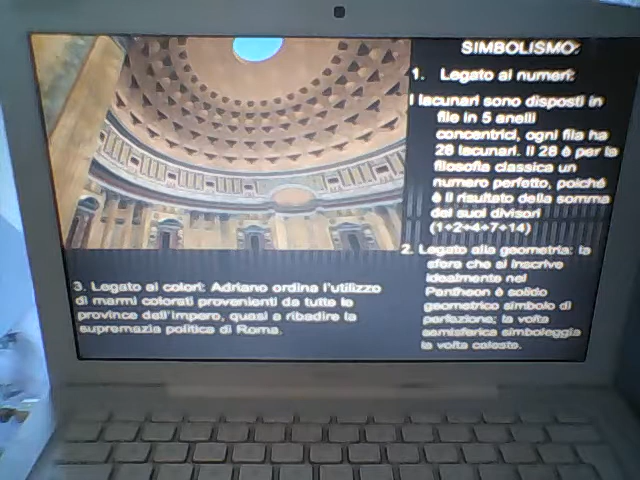 SIMBOLISMO:
1. Legato ai numeri:
I lacunari sono disposti in
file in 5 anelli
concentrici, ogni fila ha
28 lacunari. Il 28 è per la
filosofia classica un
numero perfetto, poiché
è il risultato della somma
dei suoi divisori
(1+2+4+7+14)
2. Legato alla geometria: la
sfera che si inscrive
idealmente nel
Pantheon è solido
geometrico simbolo di
perfezione; la volta
semisferica simboleggia
la volta celeste.
3. Legato ai colori: Adriano ordina l'utilizzo
di marmi colorati provenienti da tutte le
province dell'impero, quasi a ribadire la
supremazia politica di Roma.